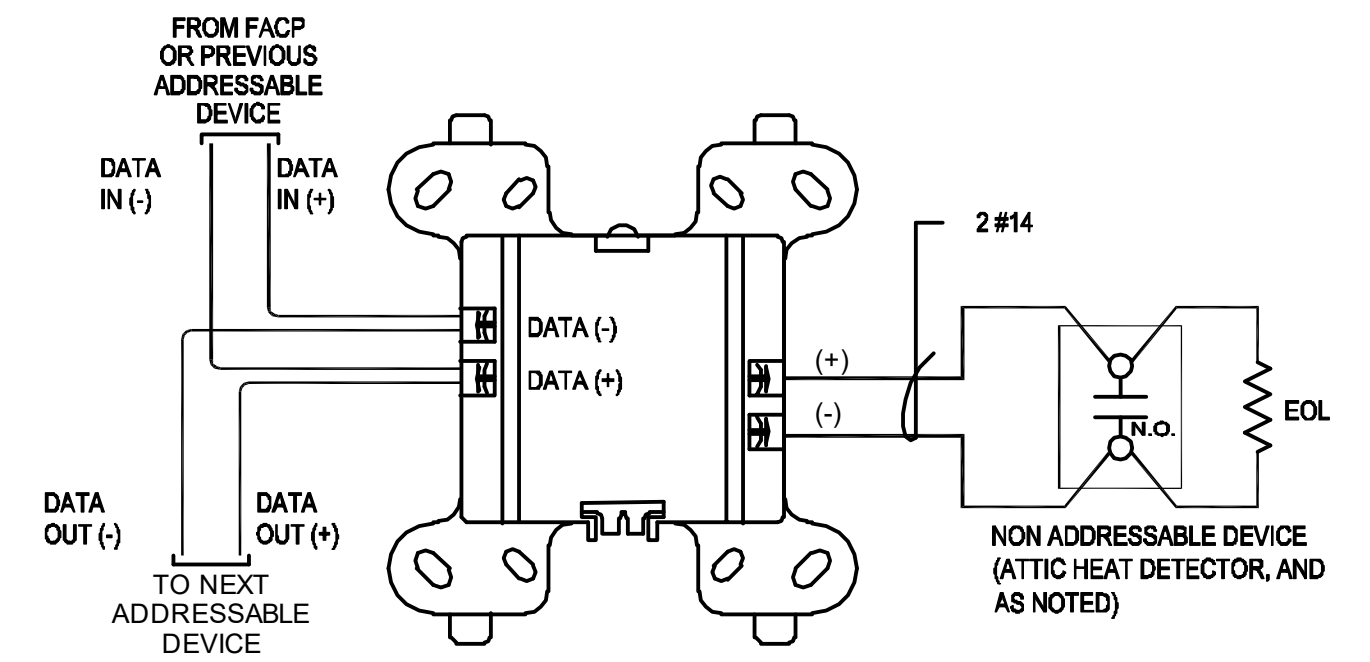 FROM FACP
OR PREVIOUS
ADDRESSABLE
DEVICE
DATA
IN (-)
DATA
IN (+)
2 #14
DATA (-)
DATA (+)
(+)
(-)
N.O.
EOL
DATA
OUT (-)
DATA
OUT (+)
NON ADDRESSABLE DEVICE
(ATTIC HEAT DETECTOR, AND
AS NOTED)
TO NEXT
ADDRESSABLE
DEVICE